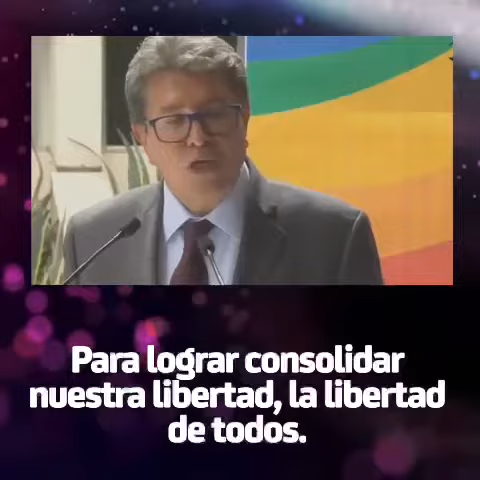 Para lograr consolidar
nuestra libertad, la libertad
de todos.